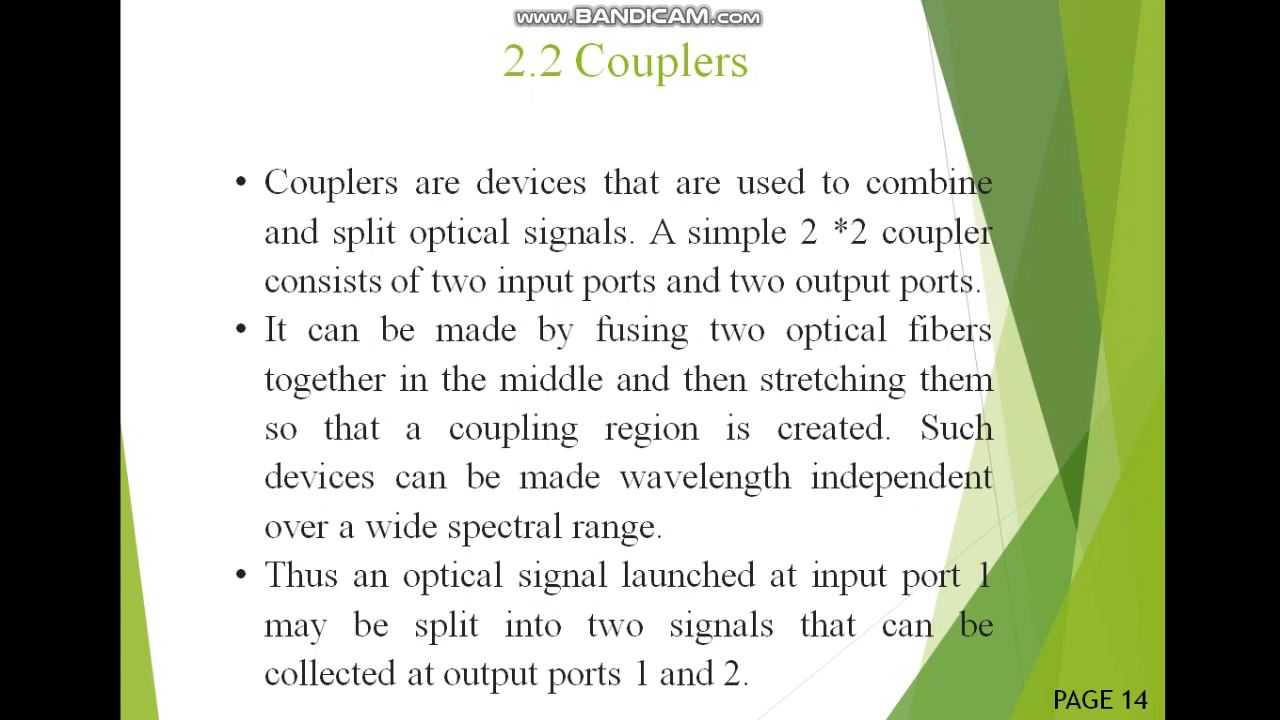 www.BANDICAM.com
2.2 Couplers
• Couplers are devices that are used to combine
and split optical signals. A simple 2 *2 coupler
consists of two input ports and two output ports.
• It can be made by fusing two optical fibers
together in the middle and then stretching them
so that a coupling region is created. Such
devices can be made wavelength independent
over a wide spectral range.
• Thus an optical signal launched at input port 1
may be split into two signals that can be
collected at output ports 1 and 2.
PAGE 14